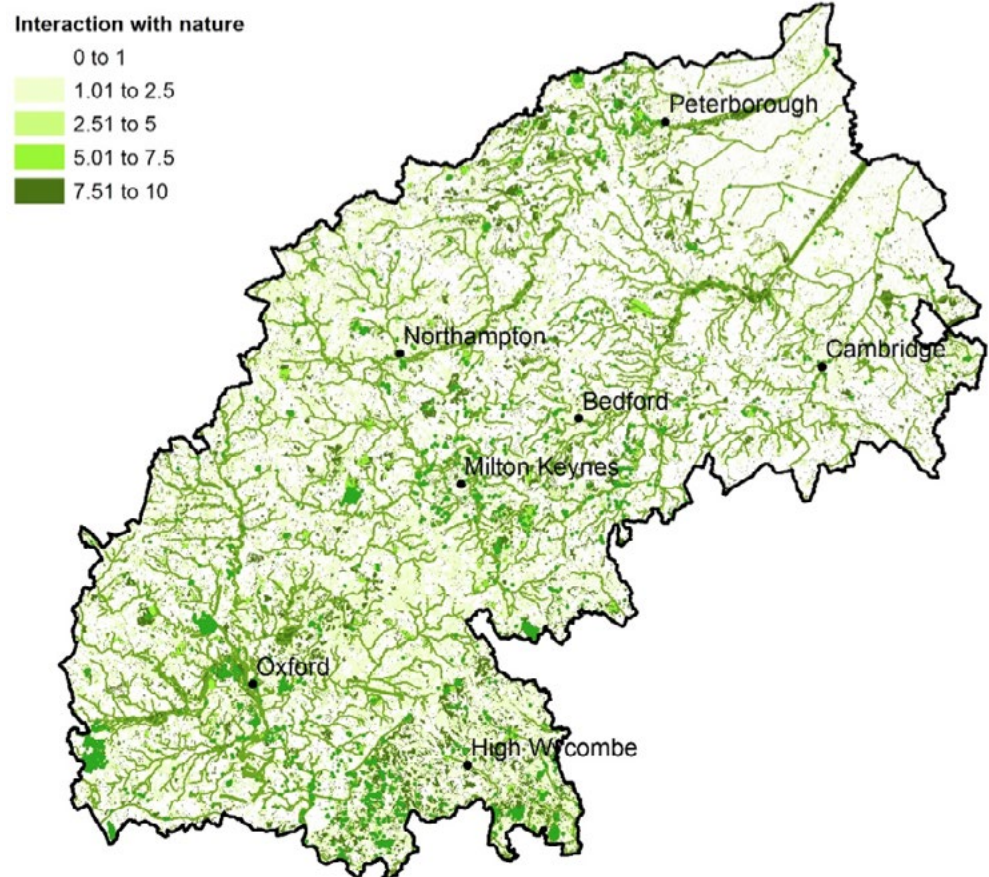 Interaction with nature
0 to 1
1.01 to 2.5
2.51 to 5
5.01 to 7.5
7.51 to 10
Peterborough
Northampton
Cambridge
Bedford
Milton Keynes
Oxford
High Wycombe